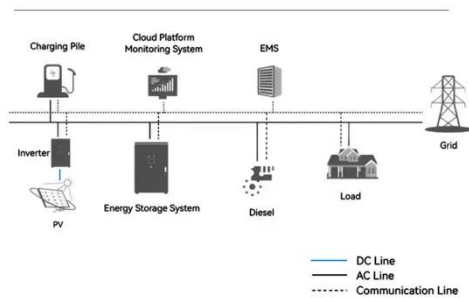 Charging Pile
Cloud Platform
Monitoring System
EMS
Inverter
Grid
PV
Energy Storage System
Diesel
Load
DC Line
AC Line
Communication Line